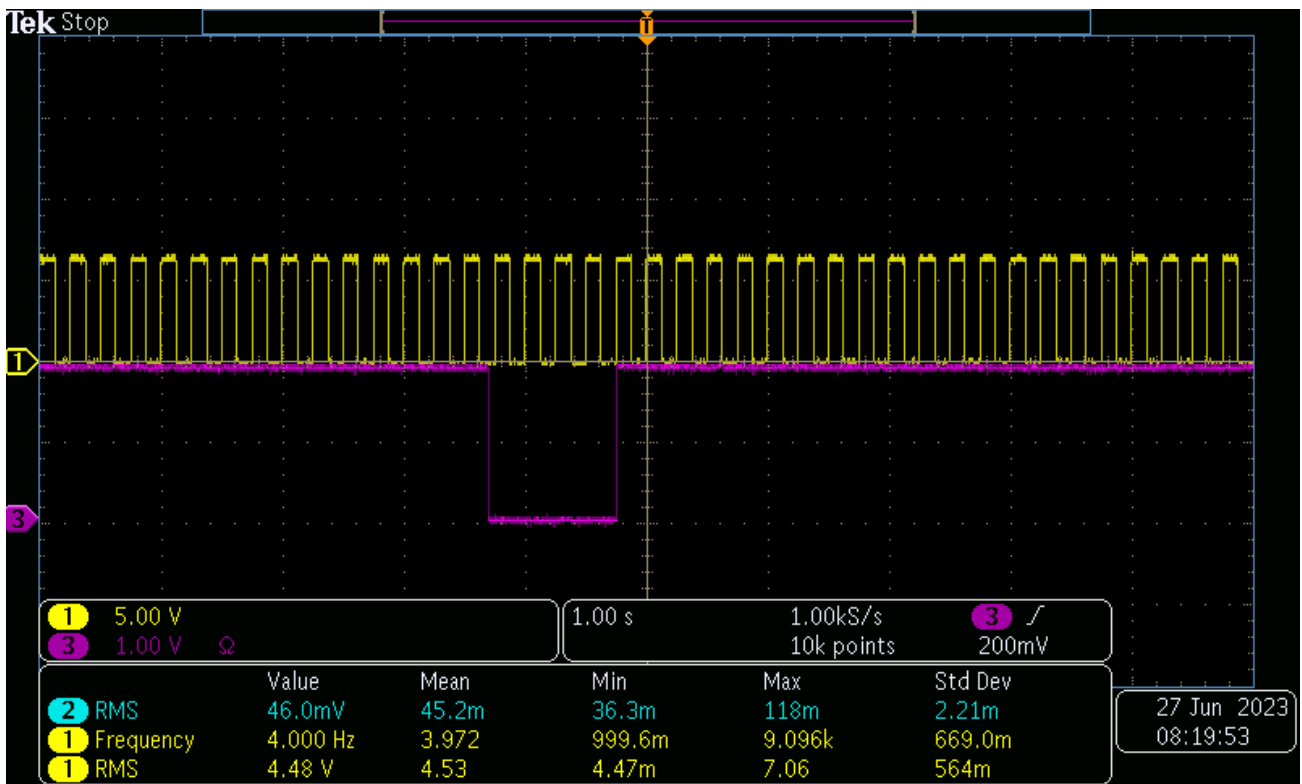 Tek Stop
T
1
3
1 5.00 V
3 1.00 V Ω
1.00 s 1.00kS/s 3
10k points 200mV
Value Mean Min Max Std Dev
2 RMS 46.0mV 45.2m 36.3m 118m 2.21m
1 Frequency 4.000 Hz 3.972 999.6m 9.096k 669.0m
1 RMS 4.48 V 4.53 4.47m 7.06 564m
27 Jun 2023
08:19:53